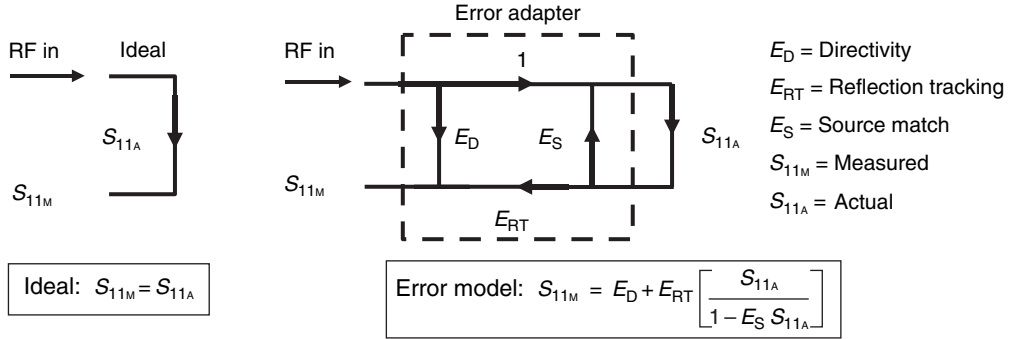 Error adapter
RF in
Ideal
RF in
1
E_D = Directivity
E_RT = Reflection tracking
S_11A
E_D
E_S
S_11A
E_S = Source match
S_11M = Measured
S_11M
S_11M
S_11A = Actual
E_RT
Ideal: S_11M = S_11A
Error model: S_11M = E_D + E_RT [ S_11A / (1 – E_S S_11A) ]